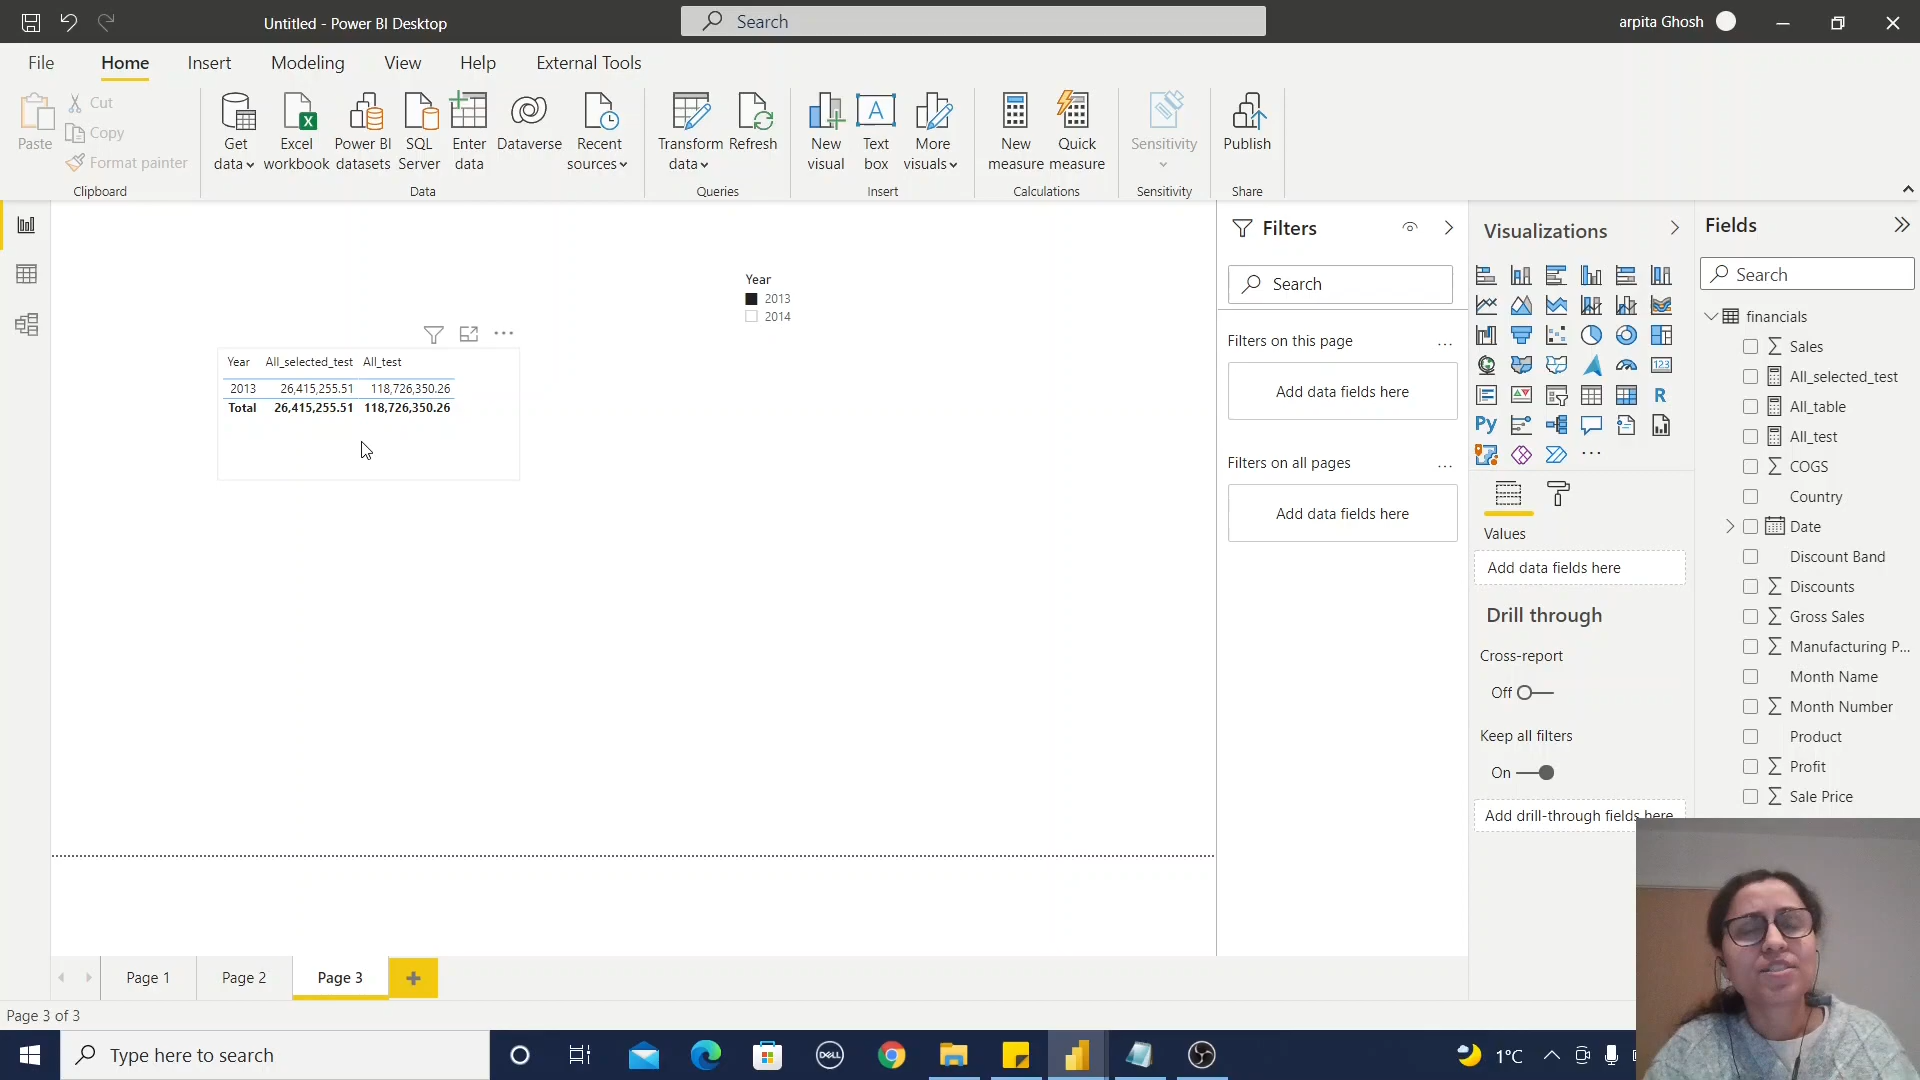 Untitled - Power BI Desktop
Search
arpita Ghosh
File
Home
Insert
Modeling
View
Help
External Tools
Paste
Cut
Copy
Format painter
Clipboard
Get data
Excel workbook
Power BI datasets
SQL Server
Enter data
Dataverse
Recent sources
Data
Transform data
Refresh
Queries
New visual
Text box
More visuals
Insert
New measure
Quick measure
Calculations
Sensitivity
Sensitivity
Publish
Share
Year
2013
2014
Year All_selected_test All_test
2013 26,415,255.51 118,726,350.26
Total 26,415,255.51 118,726,350.26
Filters
Search
Filters on this page
...
Add data fields here
Filters on all pages
...
Add data fields here
Visualizations
123
R
Py
...
Values
Add data fields here
Drill through
Cross-report
Off
Keep all filters
On
Add drill-through fields here
Fields
Search
financials
Sales
All_selected_test
All_table
All_test
COGS
Country
Date
Discount Band
Discounts
Gross Sales
Manufacturing P...
Month Name
Month Number
Product
Profit
Sale Price
Page 1
Page 2
Page 3
Page 3 of 3
Type here to search
DELL
1°C